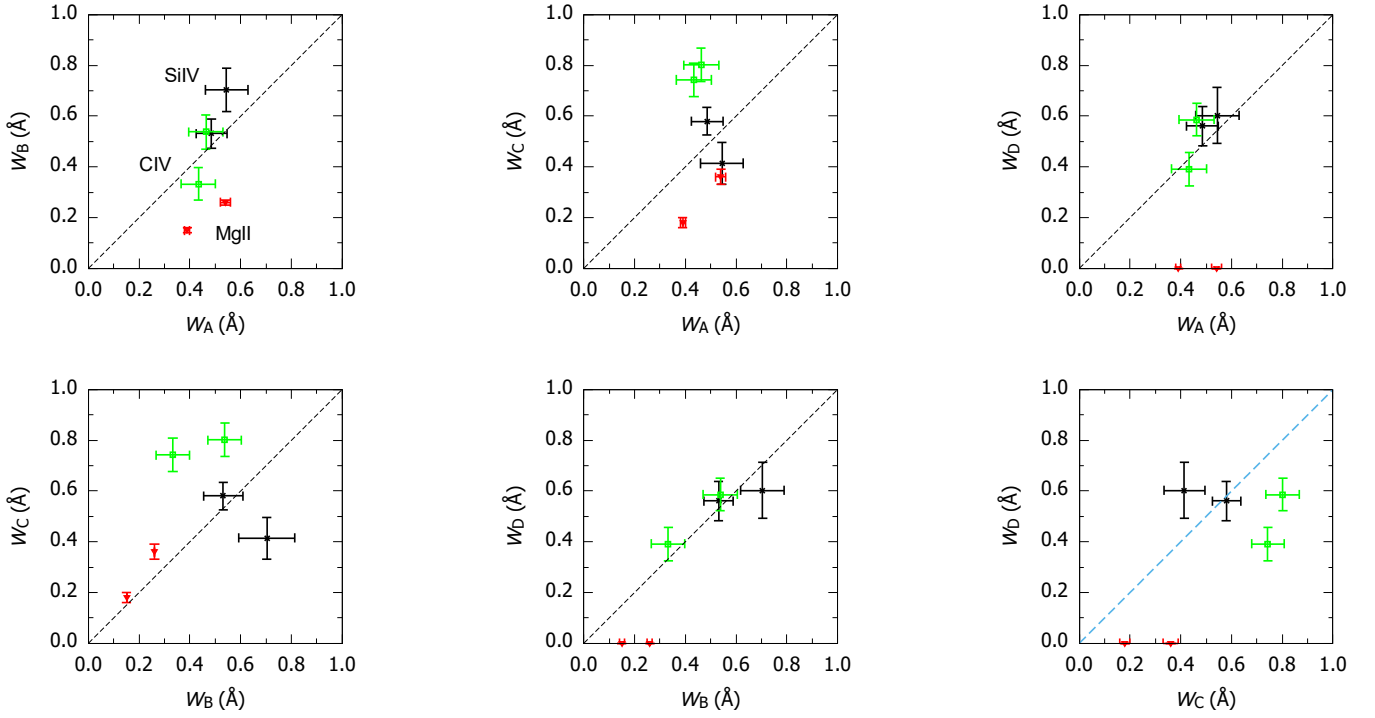 1.0 1.0 1.0
0.8 0.8 0.8
SiIV
0.6 0.6 0.6
W_B (Å) W_C (Å) W_D (Å)
0.4 CIV 0.4 0.4
0.2 MgII 0.2 0.2
0.0 0.0 0.0
0.0 0.2 0.4 0.6 0.8 1.0 0.0 0.2 0.4 0.6 0.8 1.0 0.0 0.2 0.4 0.6 0.8 1.0
W_A (Å) W_A (Å) W_A (Å)
1.0 1.0 1.0
0.8 0.8 0.8
0.6 0.6 0.6
W_C (Å) W_D (Å) W_D (Å)
0.4 0.4 0.4
0.2 0.2 0.2
0.0 0.0 0.0
0.0 0.2 0.4 0.6 0.8 1.0 0.0 0.2 0.4 0.6 0.8 1.0 0.0 0.2 0.4 0.6 0.8 1.0
W_B (Å) W_B (Å) W_C (Å)